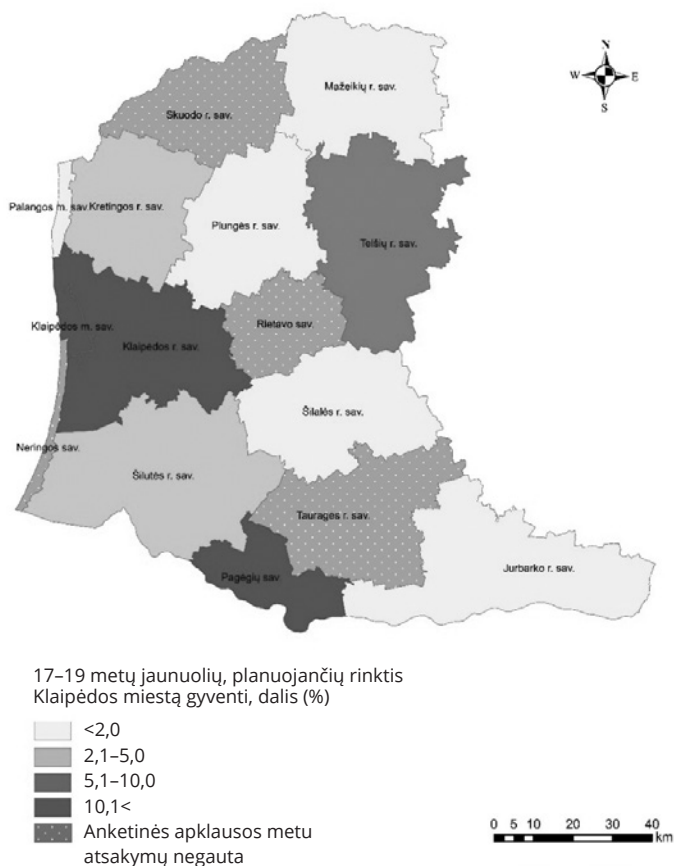 N
W E
S
Mažeikių r. sav.
Skuodo r. sav.
Palangos m. sav.
Kretingos r. sav.
Plungės r. sav.
Telšių r. sav.
Klaipėdos m. sav.
Klaipėdos r. sav.
Rietavo sav.
Šilalės r. sav.
Neringos sav.
Šilutės r. sav.
Tauragės r. sav.
Pagėgių sav.
Jurbarko r. sav.
17–19 metų jaunuolių, planuojančių rinktis
Klaipėdos miestą gyventi, dalis (%)
<2,0
2,1–5,0
5,1–10,0
10,1<
Anketinės apklausos metu
atsakymų negauta
0 5 10 20 30 40
km